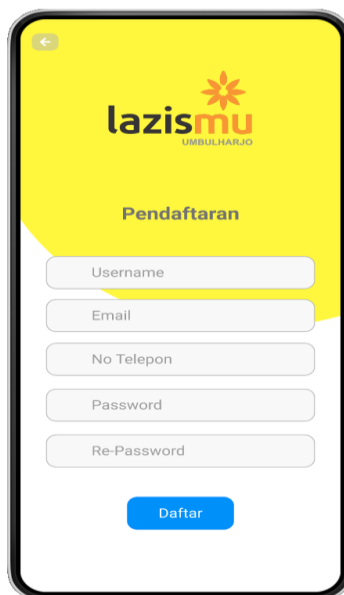 lazismu
UMBULHARJO
Pendaftaran
Username
Email
No Telepon
Password
Re-Password
Daftar